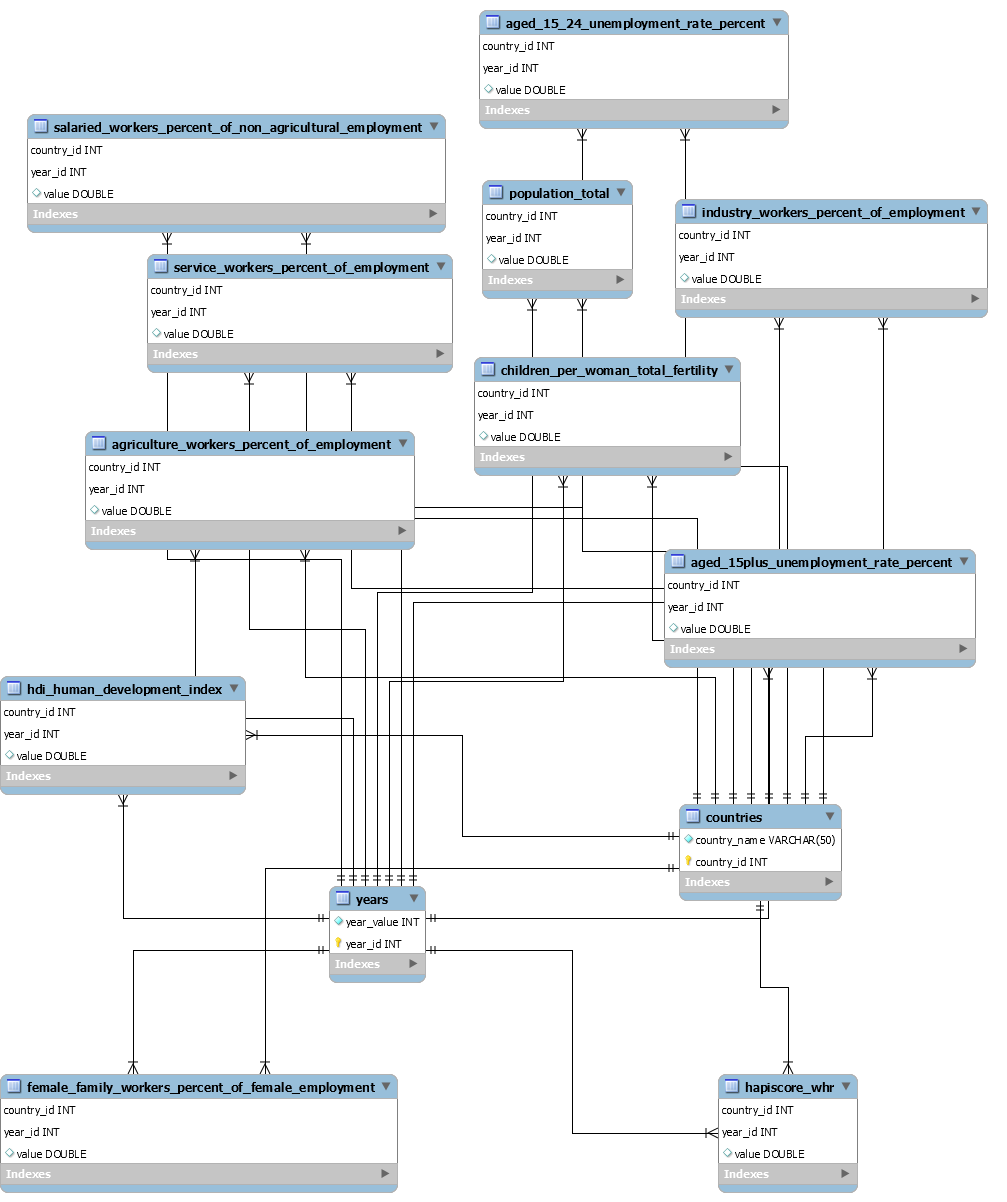 aged_15_24_unemployment_rate_percent
country_id INT
year_id INT
value DOUBLE
Indexes
salaried_workers_percent_of_non_agricultural_employment
country_id INT
year_id INT
value DOUBLE
Indexes
population_total
country_id INT
year_id INT
value DOUBLE
Indexes
industry_workers_percent_of_employment
country_id INT
year_id INT
value DOUBLE
Indexes
service_workers_percent_of_employment
country_id INT
year_id INT
value DOUBLE
Indexes
children_per_woman_total_fertility
country_id INT
year_id INT
value DOUBLE
Indexes
agriculture_workers_percent_of_employment
country_id INT
year_id INT
value DOUBLE
Indexes
aged_15plus_unemployment_rate_percent
country_id INT
year_id INT
value DOUBLE
Indexes
hdi_human_development_index
country_id INT
year_id INT
value DOUBLE
Indexes
countries
country_name VARCHAR(50)
country_id INT
Indexes
years
year_value INT
year_id INT
Indexes
female_family_workers_percent_of_female_employment
country_id INT
year_id INT
value DOUBLE
Indexes
hapiscore_whr
country_id INT
year_id INT
value DOUBLE
Indexes